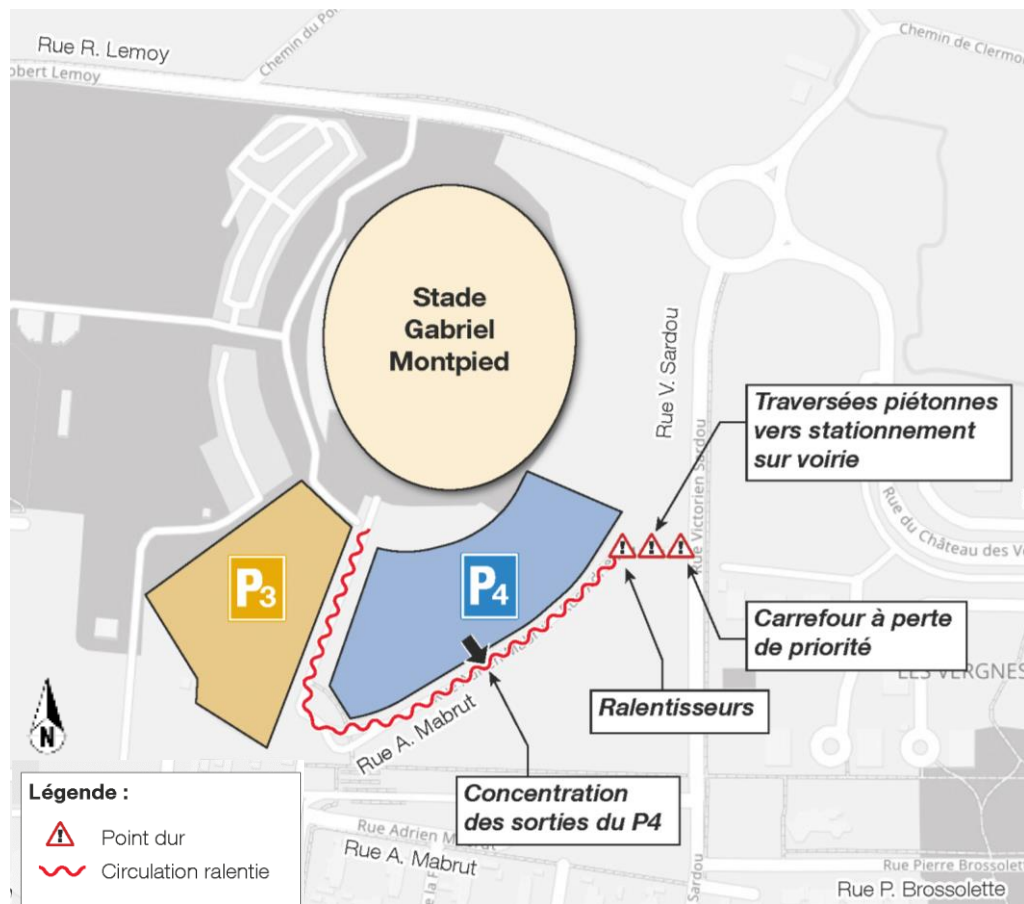 Rue R. Lemoy
obert Lemoy
Chemin du Po
Chemin de Clermo
Stade
Gabriel
Montpied
Rue V. Sardou
Rue Victorien Sardou
Traversées piétonnes
vers stationnement
sur voirie
Rue du Château des Ve
P3
P4
Carrefour à perte
de priorité
LES VERGNES
Ralentisseurs
Rue A. Mabrut
N
Concentration
des sorties du P4
Légende :
Point dur
Circulation ralentie
Rue Adrien M
Rue A. Mabrut
Sardou
Rue Pierre Brossolett
Rue P. Brossolette